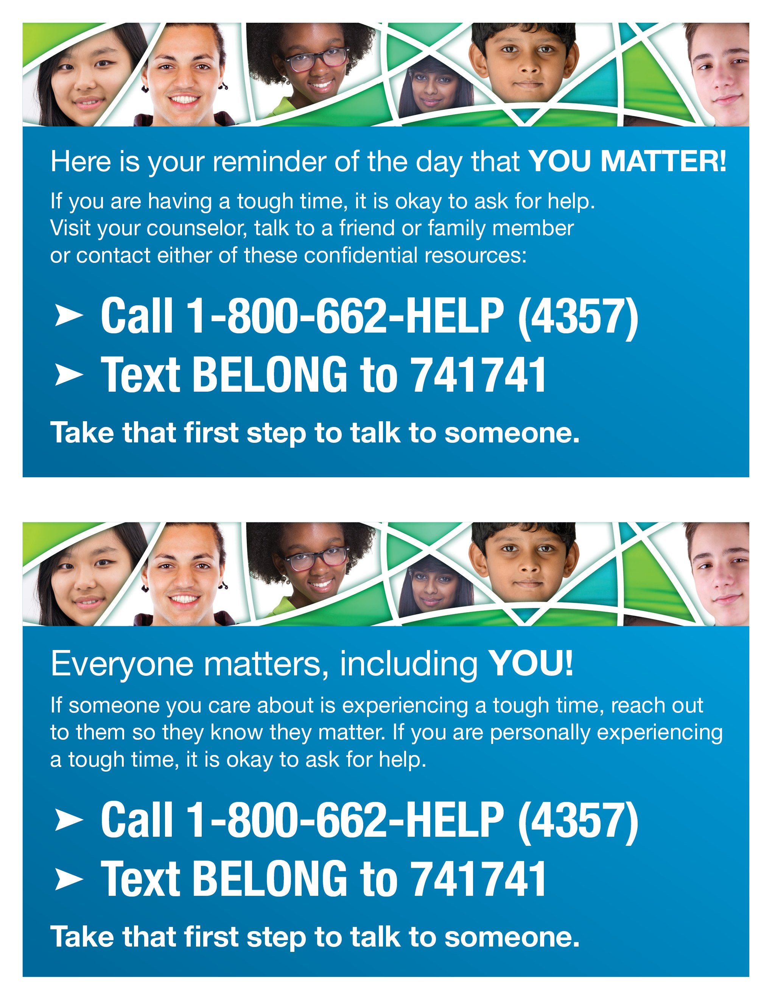 Here is your reminder of the day that YOU MATTER!
If you are having a tough time, it is okay to ask for help.
Visit your counselor, talk to a friend or family member
or contact either of these confidential resources:
➤ Call 1-800-662-HELP (4357)
➤ Text BELONG to 741741
Take that first step to talk to someone.
Everyone matters, including YOU!
If someone you care about is experiencing a tough time, reach out
to them so they know they matter. If you are personally experiencing
a tough time, it is okay to ask for help.
➤ Call 1-800-662-HELP (4357)
➤ Text BELONG to 741741
Take that first step to talk to someone.